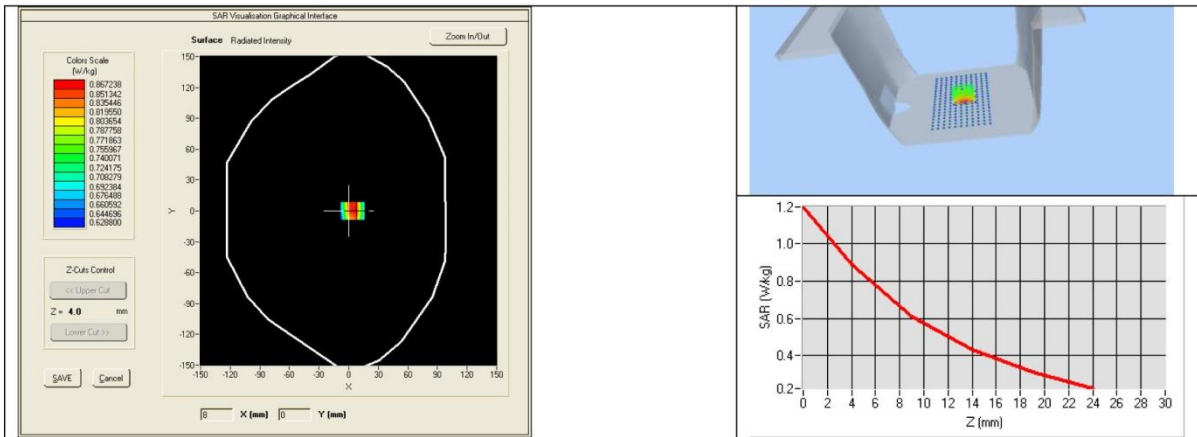 SAR Visualisation Graphical Interface
Surface Radiated Intensity
Zoom In/Out
Colors Scale
(W/kg)
0.867238
0.851342
0.835446
0.819550
0.803654
0.787758
0.771863
0.755967
0.740071
0.724175
0.708279
0.692384
0.676488
0.660592
0.644696
0.628800
Z-Cuts Control
<< Upper Cut
Z = 4.0 mm
Lower Cut >>
SAVE Cancel
150
120
90
60
30
0
-30
-60
-90
-120
-150
Y
-150 -120 -90 -60 -30 0 30 60 90 120 150
X
8 X (mm) 0 Y (mm)
1.2
1.0
0.8
0.6
0.4
0.2
SAR (W/kg)
0 2 4 6 8 10 12 14 16 18 20 22 24 26 28 30
Z (mm)